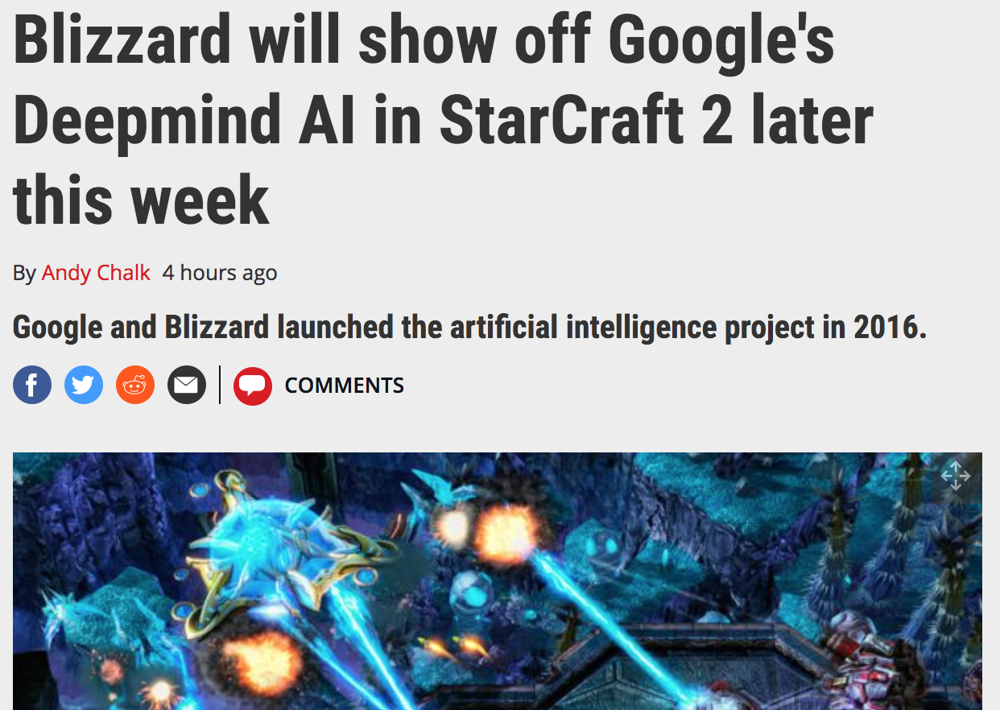 Blizzard will show off Google's
Deepmind AI in StarCraft 2 later
this week
By Andy Chalk 4 hours ago
Google and Blizzard launched the artificial intelligence project in 2016.
COMMENTS